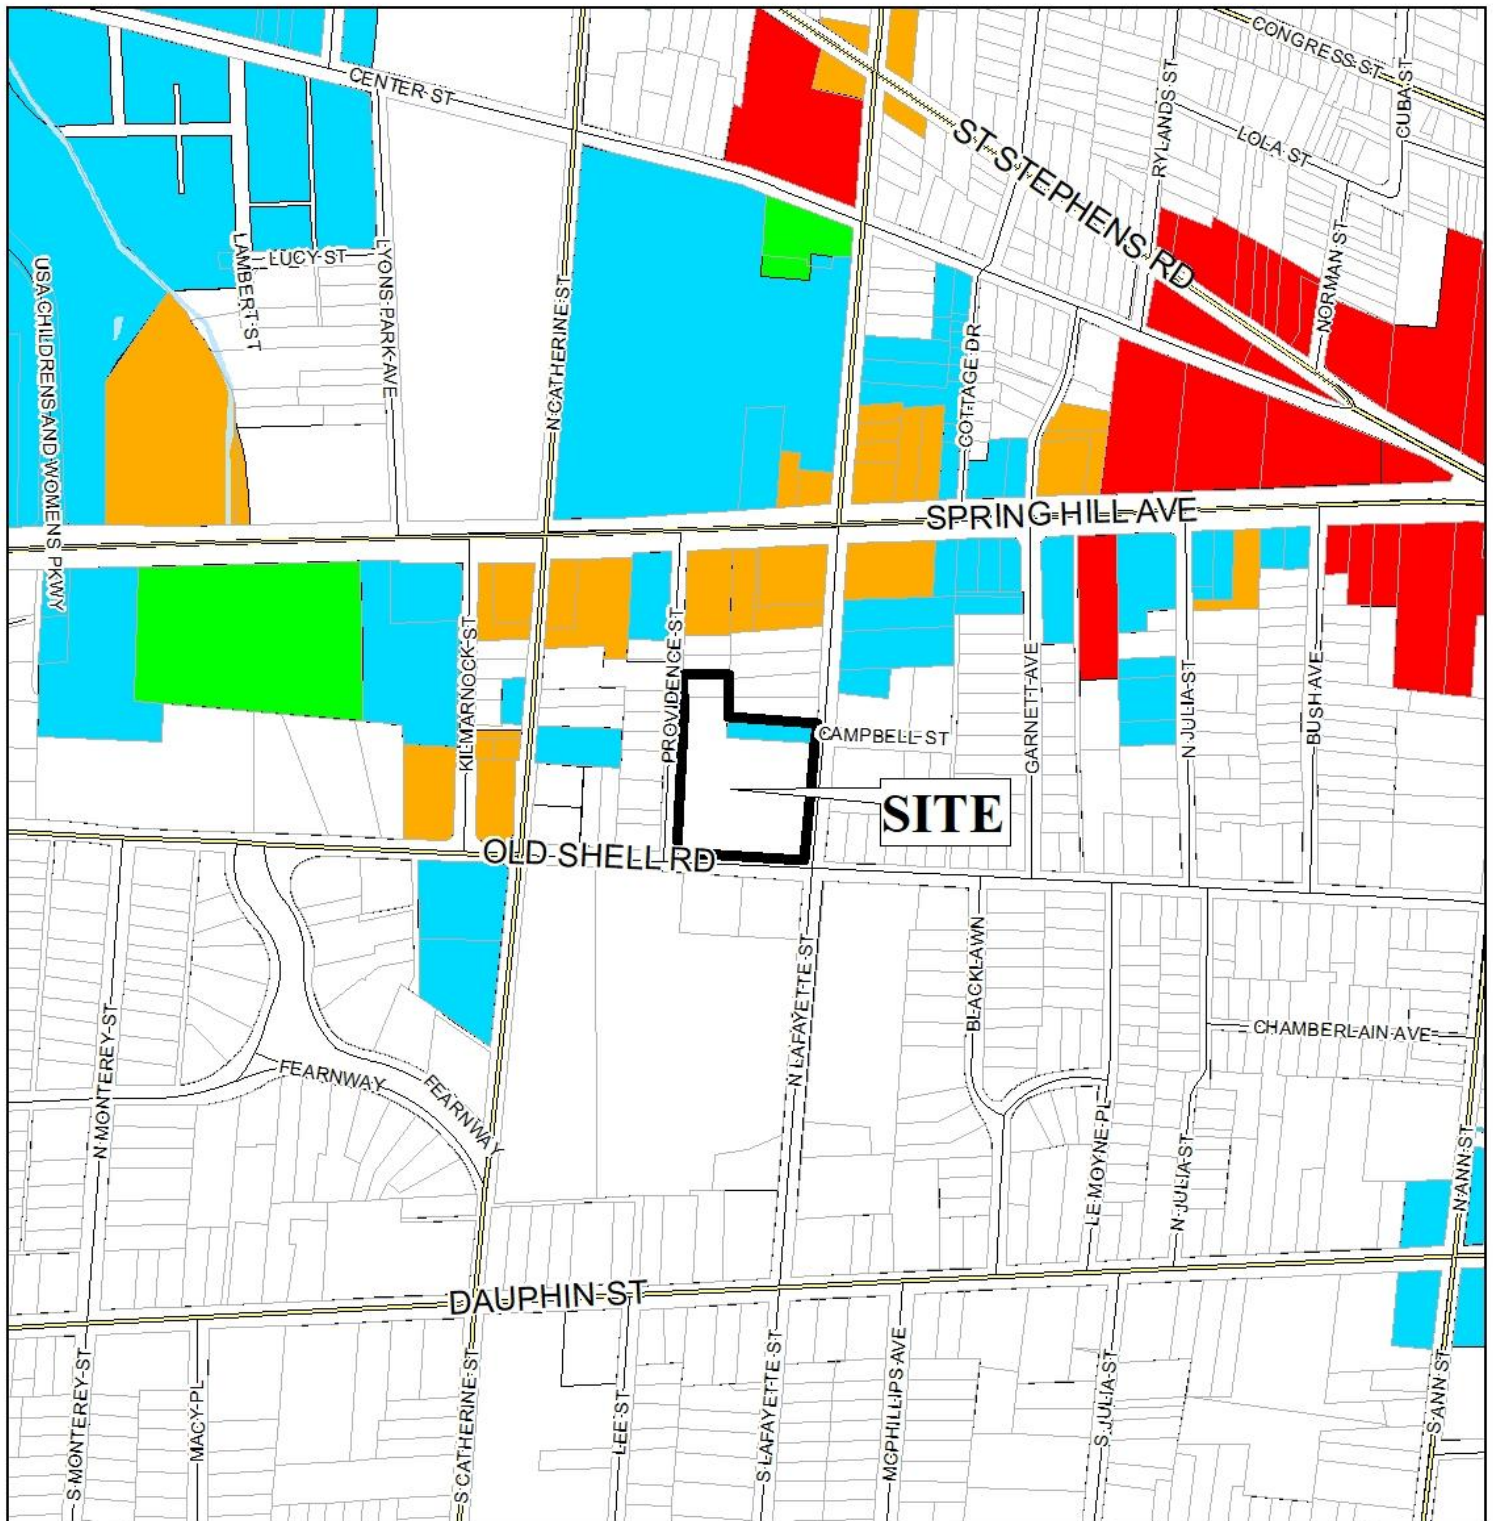 CONGRESS ST
CENTER ST
CUBA ST
RYLANDS ST
ST STEPHENS RD
LOLA ST
LAMBERT ST
LUCY ST
LYONS PARK AVE
NORMAN ST
USA CHILDRENS AND WOMENS PKWY
N CATHERINE ST
COTTAGE DR
SPRING HILL AVE
KILMARNOCK ST
PROVIDENCE ST
CAMPBELL ST
GARNETT AVE
N JULIA ST
BUSH AVE
SITE
OLD SHELL RD
N LAFAYETTE ST
BLACKLAWN
CHAMBERLAIN AVE
N MONTEREY ST
FEARNWAY
FEARNWAY
LE MOYNE PL
N JULIA ST
N ANN ST
DAUPHIN ST
S MONTEREY ST
MACY PL
S CATHERINE ST
LEE ST
S LAFAYETTE ST
MCPHILLIPS AVE
S JULIA ST
S ANN ST